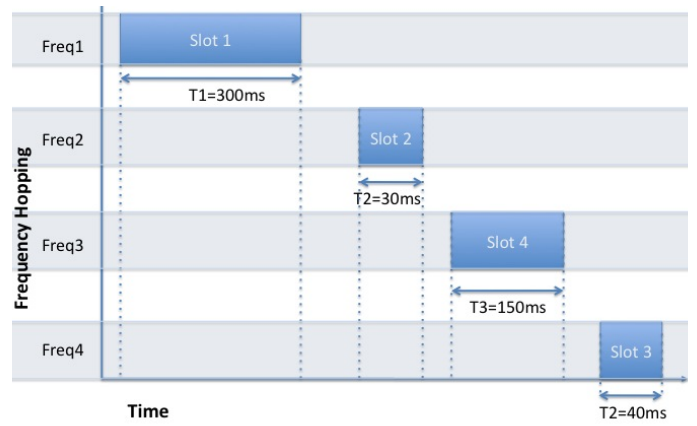 Freq1
Slot 1
T1=300ms
Freq2
Slot 2
T2=30ms
Freq3
Slot 4
T3=150ms
Freq4
Slot 3
T2=40ms
Frequency Hopping
Time